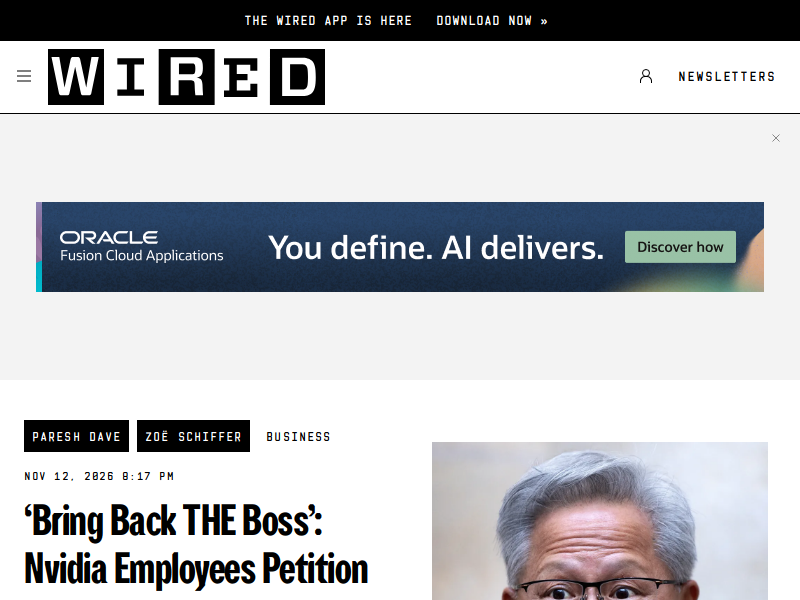 THE WIRED APP IS HERE DOWNLOAD NOW »
WIRED
NEWSLETTERS
ORACLE
Fusion Cloud Applications
You define. AI delivers.
Discover how
PARESH DAVE ZOË SCHIFFER BUSINESS
NOV 12, 2026 8:17 PM
‘Bring Back THE Boss’:
Nvidia Employees Petition